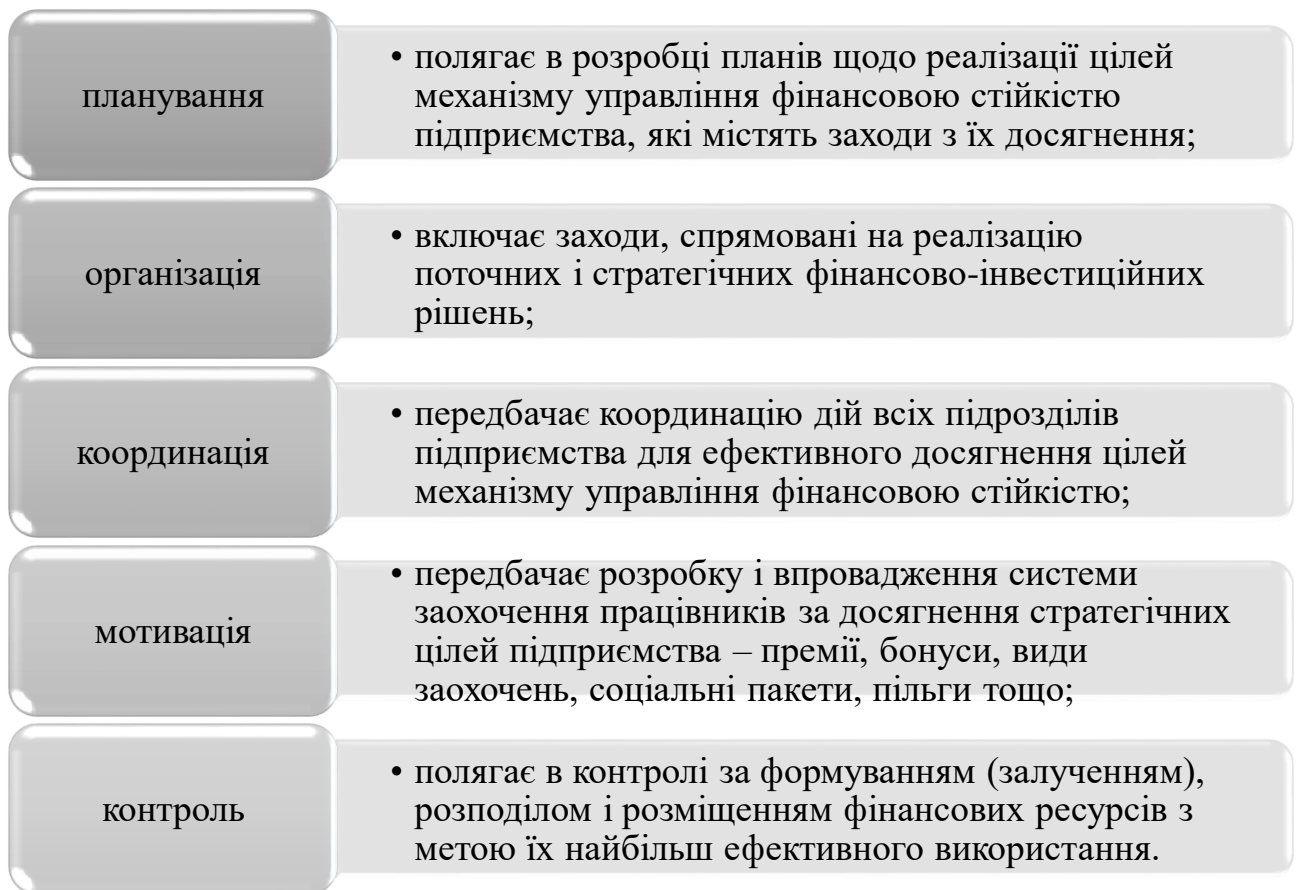 планування
• полягає в розробці планів щодо реалізації цілей
механізму управління фінансовою стійкістю
підприємства, які містять заходи з їх досягнення;
організація
• включає заходи, спрямовані на реалізацію
поточних і стратегічних фінансово-інвестиційних
рішень;
координація
• передбачає координацію дій всіх підрозділів
підприємства для ефективного досягнення цілей
механізму управління фінансовою стійкістю;
мотивація
• передбачає розробку і впровадження системи
заохочення працівників за досягнення стратегічних
цілей підприємства – премії, бонуси, види
заохочень, соціальні пакети, пільги тощо;
контроль
• полягає в контролі за формуванням (залученням),
розподілом і розміщенням фінансових ресурсів з
метою їх найбільш ефективного використання.